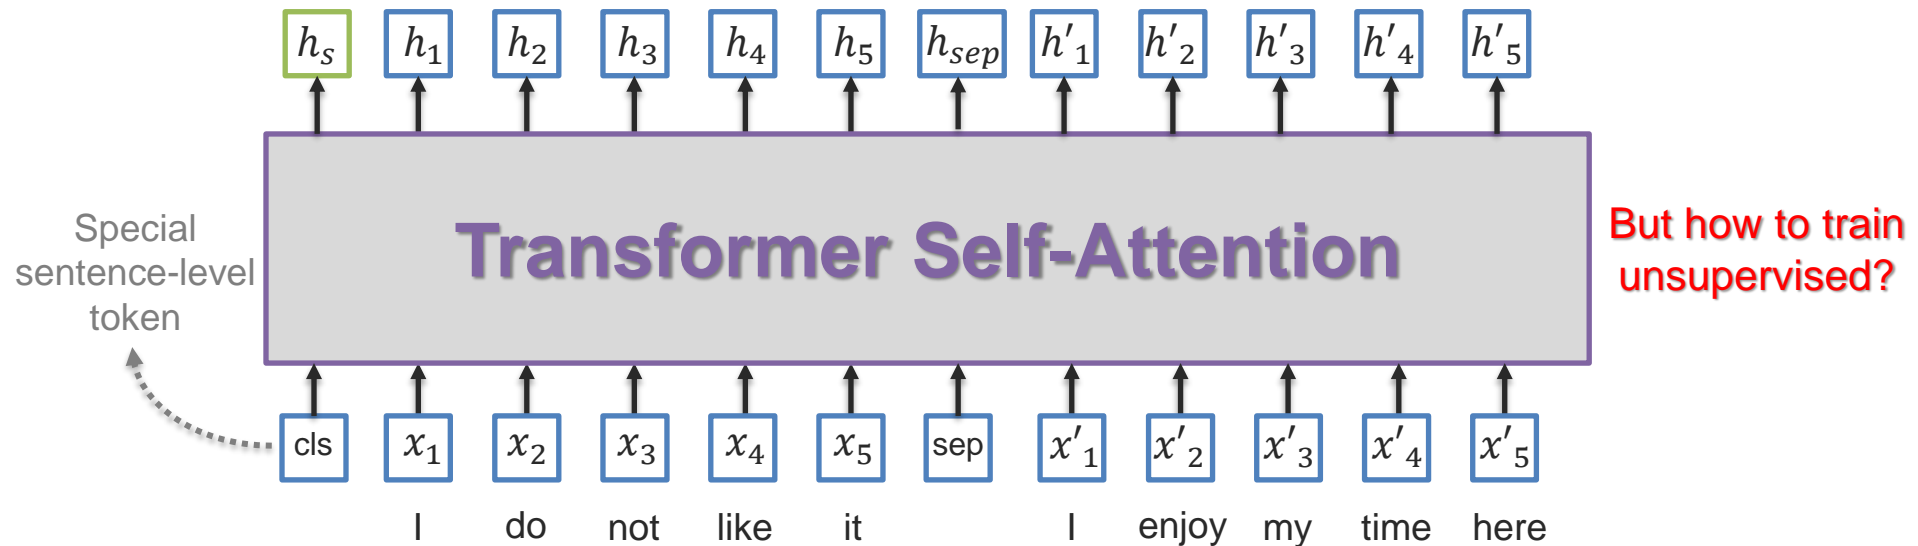 h_s h_1 h_2 h_3 h_4 h_5 h_sep h'_1 h'_2 h'_3 h'_4 h'_5
Special
sentence-level
token
Transformer Self-Attention
But how to train
unsupervised?
cls x_1 x_2 x_3 x_4 x_5 sep x'_1 x'_2 x'_3 x'_4 x'_5
I do not like it I enjoy my time here